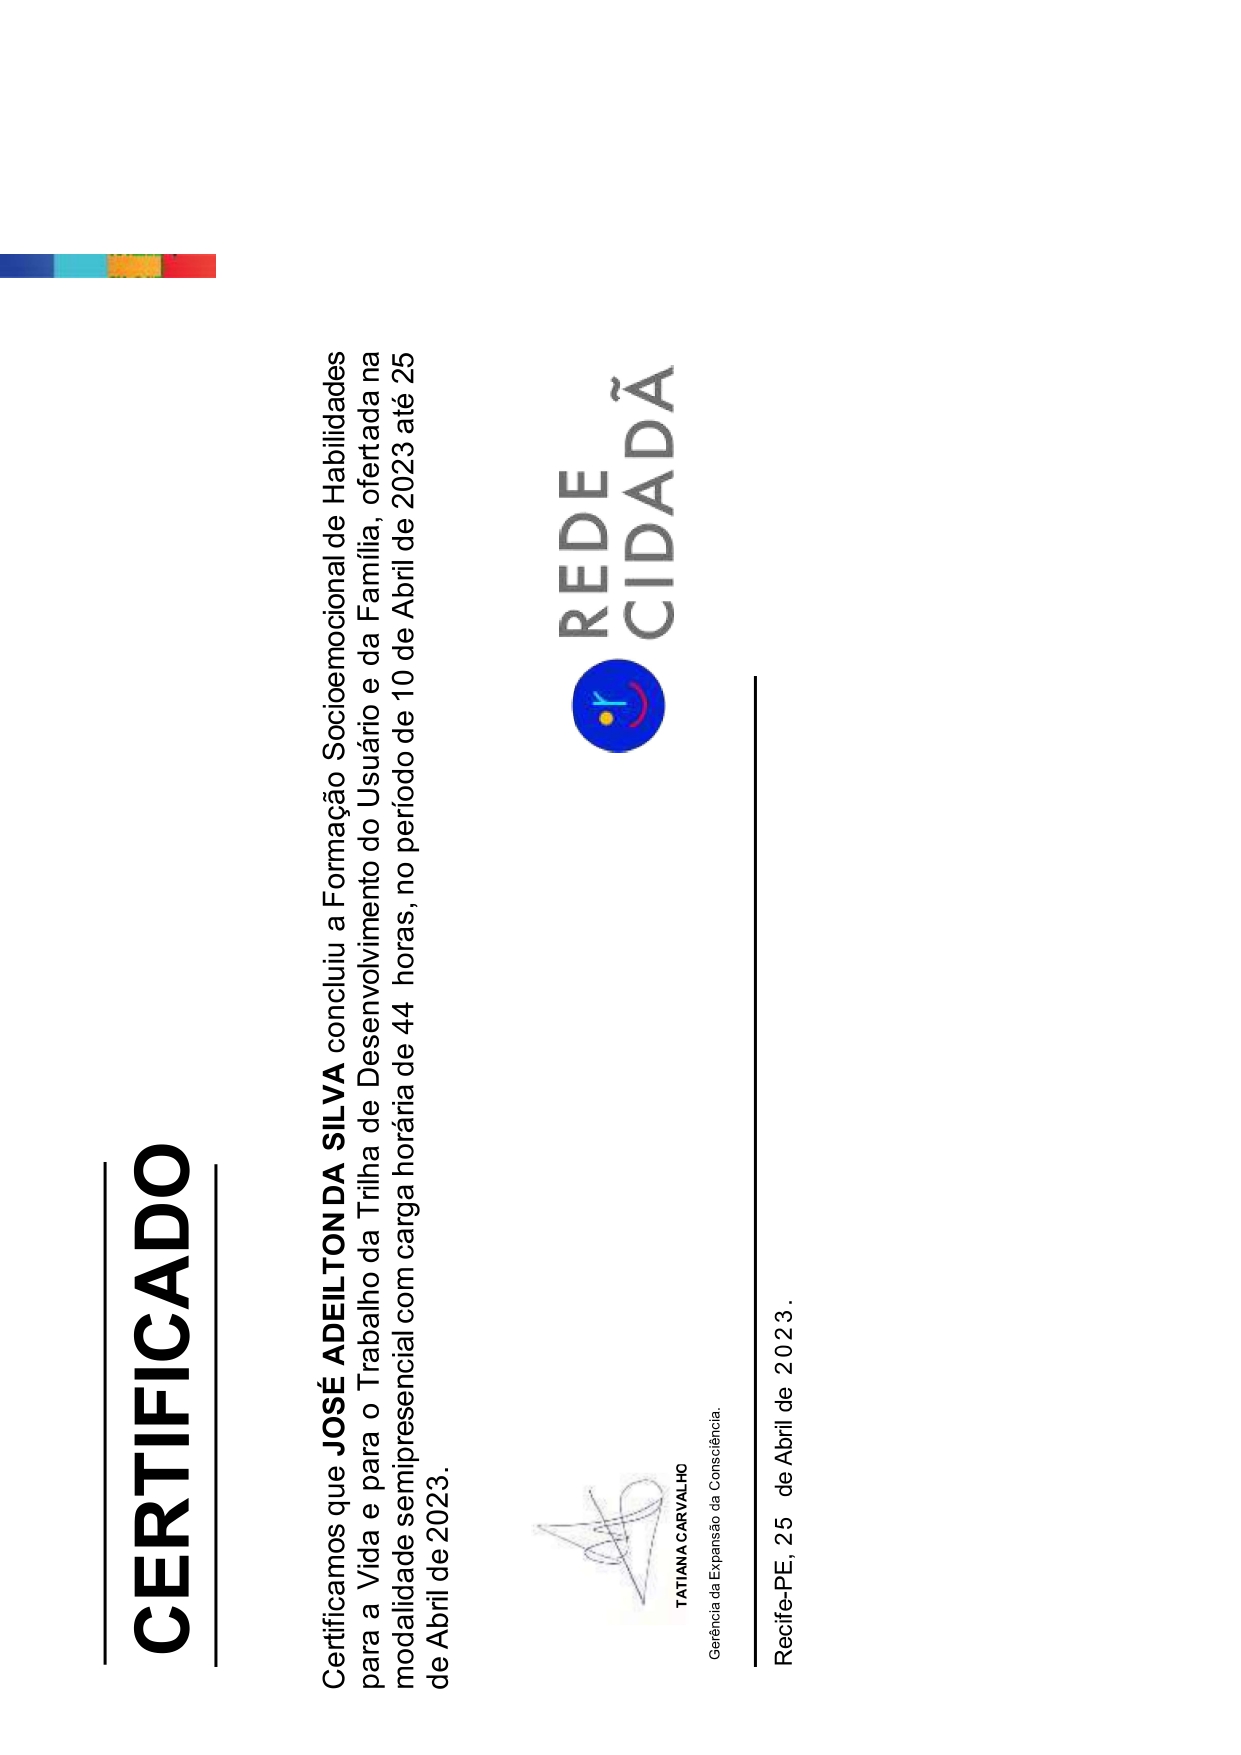 CERTIFICADO
Certificamos que JOSÉ ADEILTON DA SILVA concluiu a Formação Socioemocional de Habilidades
para a Vida e para o Trabalho da Trilha de Desenvolvimento do Usuário e da Família, ofertada na
modalidade semipresencial com carga horária de 44 horas, no período de 10 de Abril de 2023 até 25
de Abril de 2023.
REDE
CIDADÃ
TATIANA CARVALHO
Gerência da Expansão da Consciência.
Recife-PE, 25 de Abril de 2023.